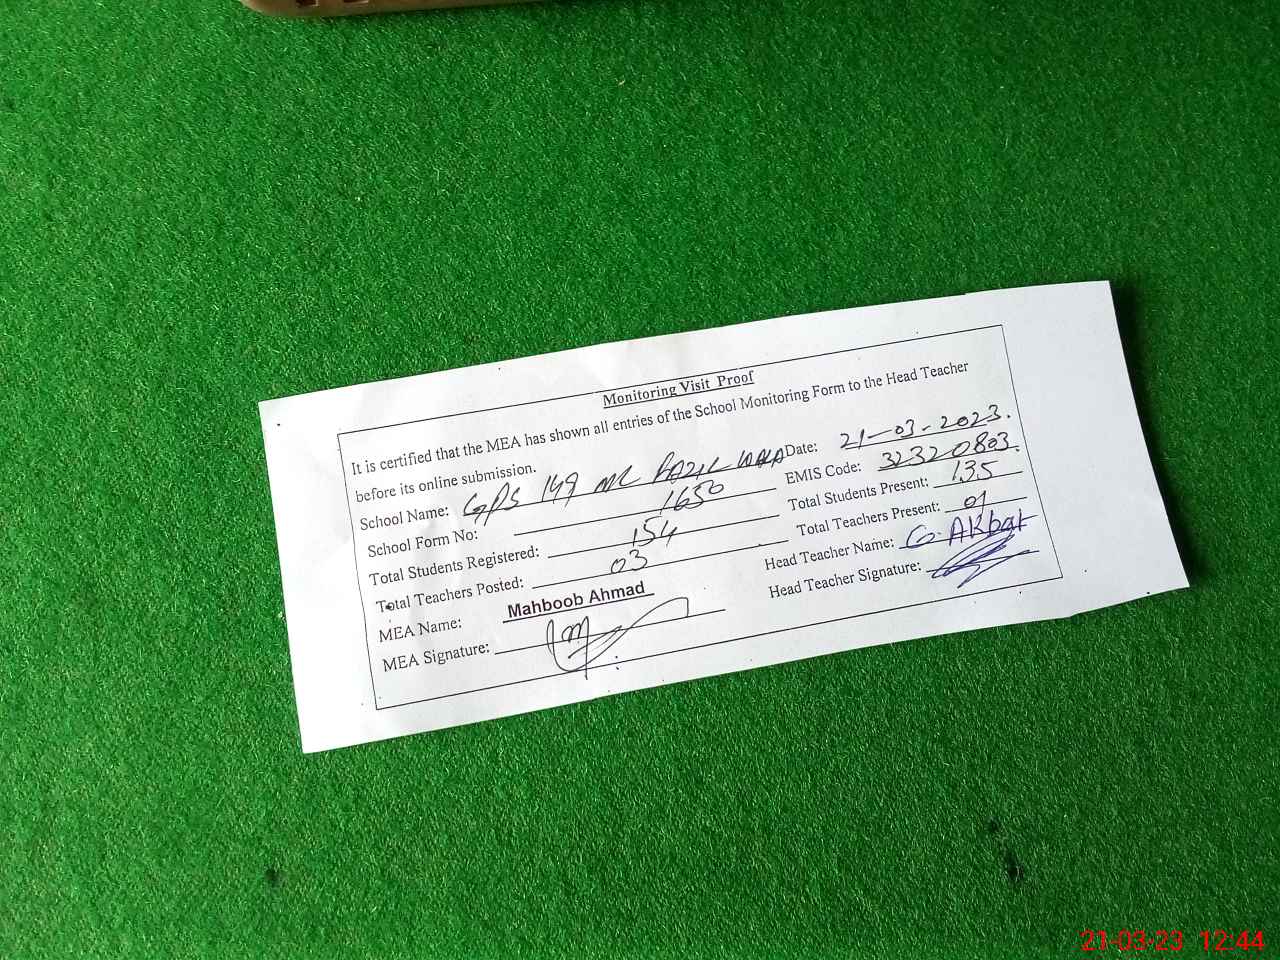 Monitoring Visit Proof
It is certified that the MEA has shown all entries of the School Monitoring Form to the Head Teacher
before its online submission.
Date: 21-03-2023.
School Name: GPS 149 ML FAZIL WALA
EMIS Code: 32320803.
School Form No: 1650
Total Students Present: 135
Total Students Registered: 154
Total Teachers Present: 01
Total Teachers Posted: 03
Head Teacher Name: G. AKbar
MEA Name: Mahboob Ahmad
Head Teacher Signature:
MEA Signature:
21-03-23 12:44